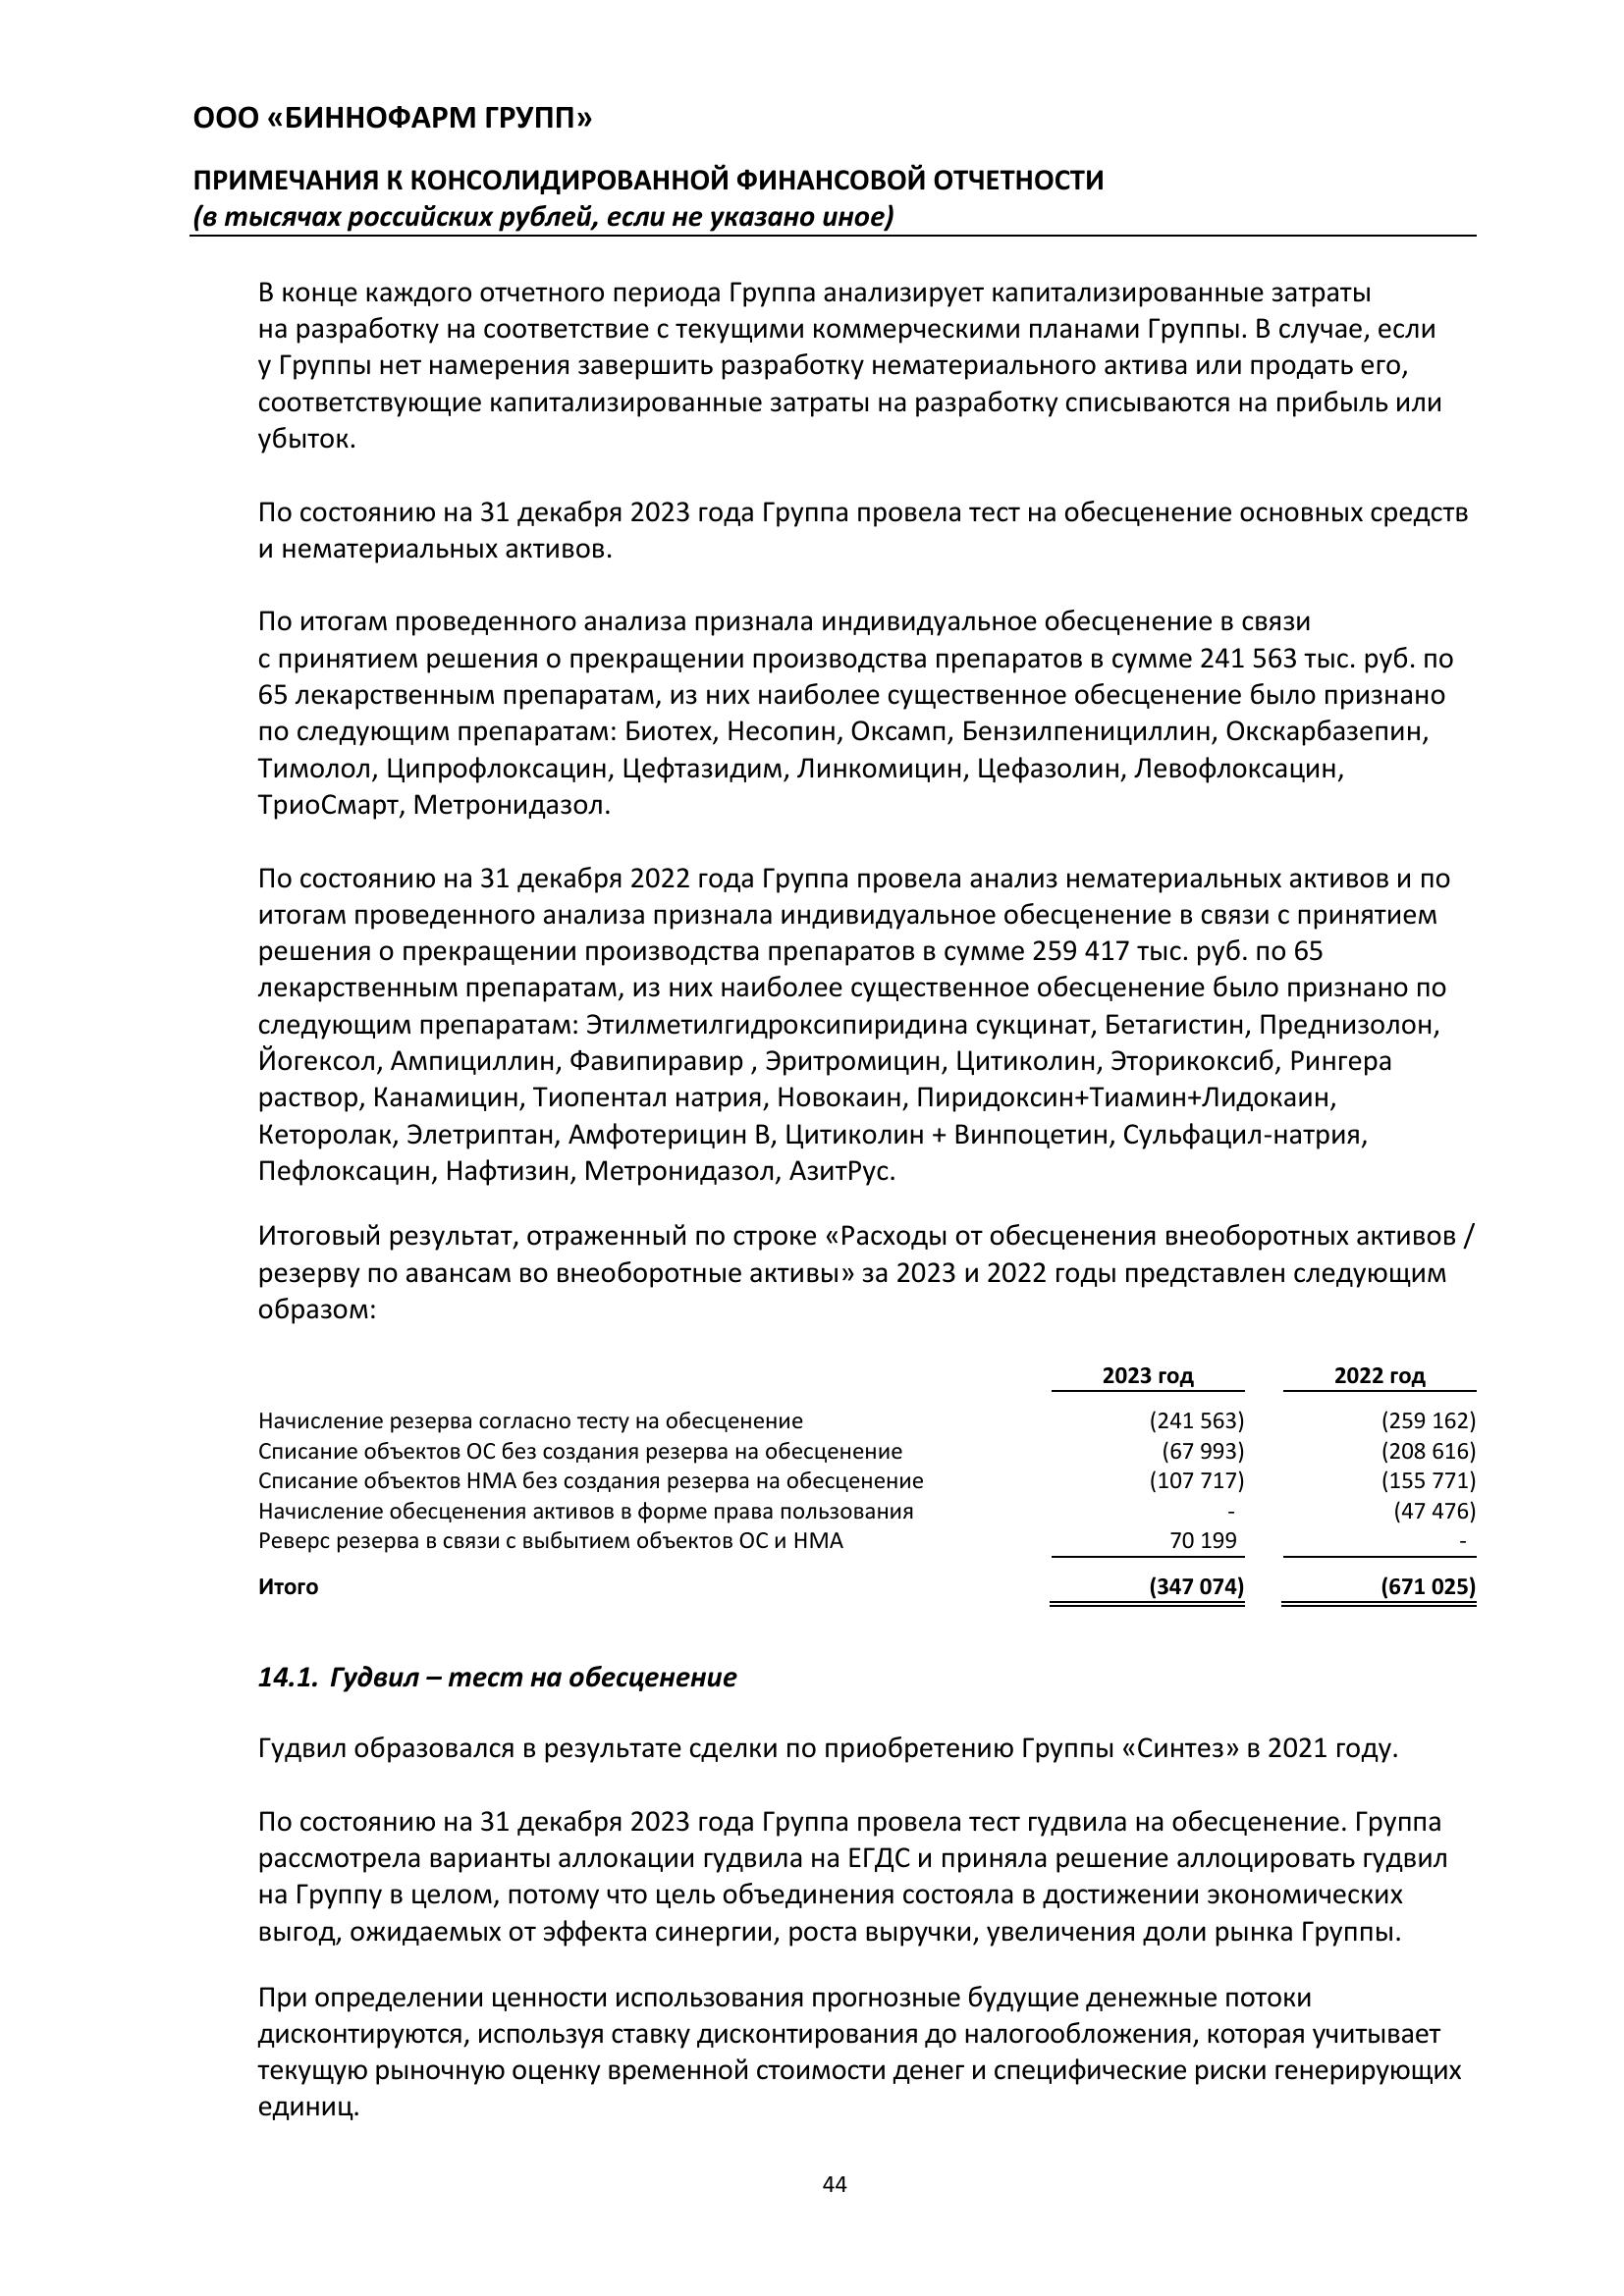 ООО «БИННОФАРМ ГРУПП»
ПРИМЕЧАНИЯ К КОНСОЛИДИРОВАННОЙ ФИНАНСОВОЙ ОТЧЕТНОСТИ
(в тысячах российских рублей, если не указано иное)
В конце каждого отчетного периода Группа анализирует капитализированные затраты
на разработку на соответствие с текущими коммерческими планами Группы. В случае, если
у Группы нет намерения завершить разработку нематериального актива или продать его,
соответствующие капитализированные затраты на разработку списываются на прибыль или
убыток.
По состоянию на 31 декабря 2023 года Группа провела тест на обесценение основных средств
и нематериальных активов.
По итогам проведенного анализа признала индивидуальное обесценение в связи
с принятием решения о прекращении производства препаратов в сумме 241 563 тыс. руб. по
65 лекарственным препаратам, из них наиболее существенное обесценение было признано
по следующим препаратам: Биотех, Несопин, Оксамп, Бензилпенициллин, Окскарбазепин,
Тимолол, Ципрофлоксацин, Цефтазидим, Линкомицин, Цефазолин, Левофлоксацин,
ТриоСмарт, Метронидазол.
По состоянию на 31 декабря 2022 года Группа провела анализ нематериальных активов и по
итогам проведенного анализа признала индивидуальное обесценение в связи с принятием
решения о прекращении производства препаратов в сумме 259 417 тыс. руб. по 65
лекарственным препаратам, из них наиболее существенное обесценение было признано по
следующим препаратам: Этилметилгидроксипиридина сукцинат, Бетагистин, Преднизолон,
Йогексол, Ампициллин, Фавипиравир , Эритромицин, Цитиколин, Эторикоксиб, Рингера
раствор, Канамицин, Тиопентал натрия, Новокаин, Пиридоксин+Тиамин+Лидокаин,
Кеторолак, Элетриптан, Амфотерицин В, Цитиколин + Винпоцетин, Сульфацил-натрия,
Пефлоксацин, Нафтизин, Метронидазол, АзитРус.
Итоговый результат, отраженный по строке «Расходы от обесценения внеоборотных активов /
резерву по авансам во внеоборотные активы» за 2023 и 2022 годы представлен следующим
образом:
2023 год 2022 год
Начисление резерва согласно тесту на обесценение (241 563) (259 162)
Списание объектов ОС без создания резерва на обесценение (67 993) (208 616)
Списание объектов НМА без создания резерва на обесценение (107 717) (155 771)
Начисление обесценения активов в форме права пользования - (47 476)
Реверс резерва в связи с выбытием объектов ОС и НМА 70 199 -
Итого (347 074) (671 025)
14.1. Гудвил – тест на обесценение
Гудвил образовался в результате сделки по приобретению Группы «Синтез» в 2021 году.
По состоянию на 31 декабря 2023 года Группа провела тест гудвила на обесценение. Группа
рассмотрела варианты аллокации гудвила на ЕГДС и приняла решение аллоцировать гудвил
на Группу в целом, потому что цель объединения состояла в достижении экономических
выгод, ожидаемых от эффекта синергии, роста выручки, увеличения доли рынка Группы.
При определении ценности использования прогнозные будущие денежные потоки
дисконтируются, используя ставку дисконтирования до налогообложения, которая учитывает
текущую рыночную оценку временной стоимости денег и специфические риски генерирующих
единиц.
44